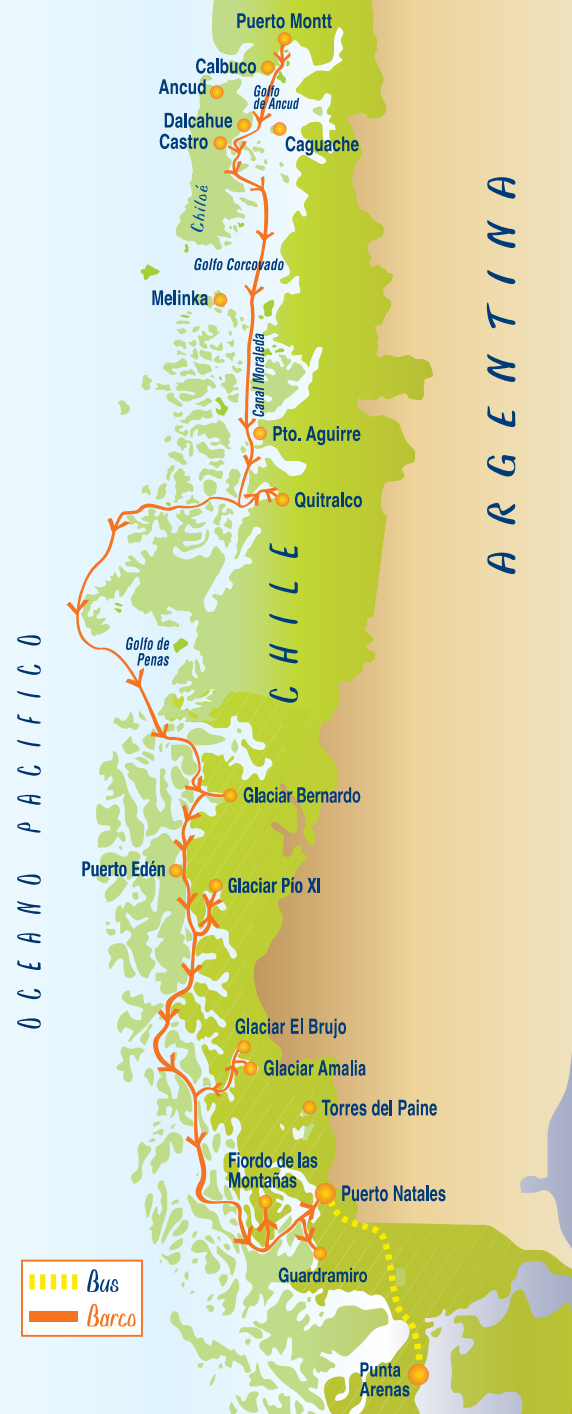 Puerto Montt
Calbuco
Ancud
Golfo
de Ancud
Dalcahue
Castro
Caguache
Chiloé
Golfo Corcovado
Melinka
Canal Moraleda
Pto. Aguirre
Quitralco
ARGENTINA
CHILE
OCEANO PACIFICO
Golfo de
Penas
Glaciar Bernardo
Puerto Edén
Glaciar Pío XI
Glaciar El Brujo
Glaciar Amalia
Torres del Paine
Fiordo de las
Montañas
Puerto Natales
Guardramiro
Bus
Barco
Punta
Arenas